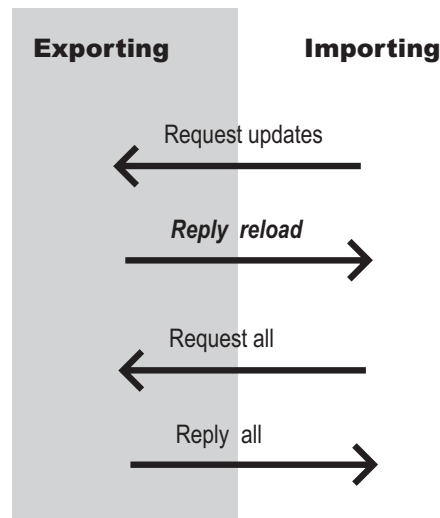 Exporting Importing
Request updates
Reply reload
Request all
Reply all